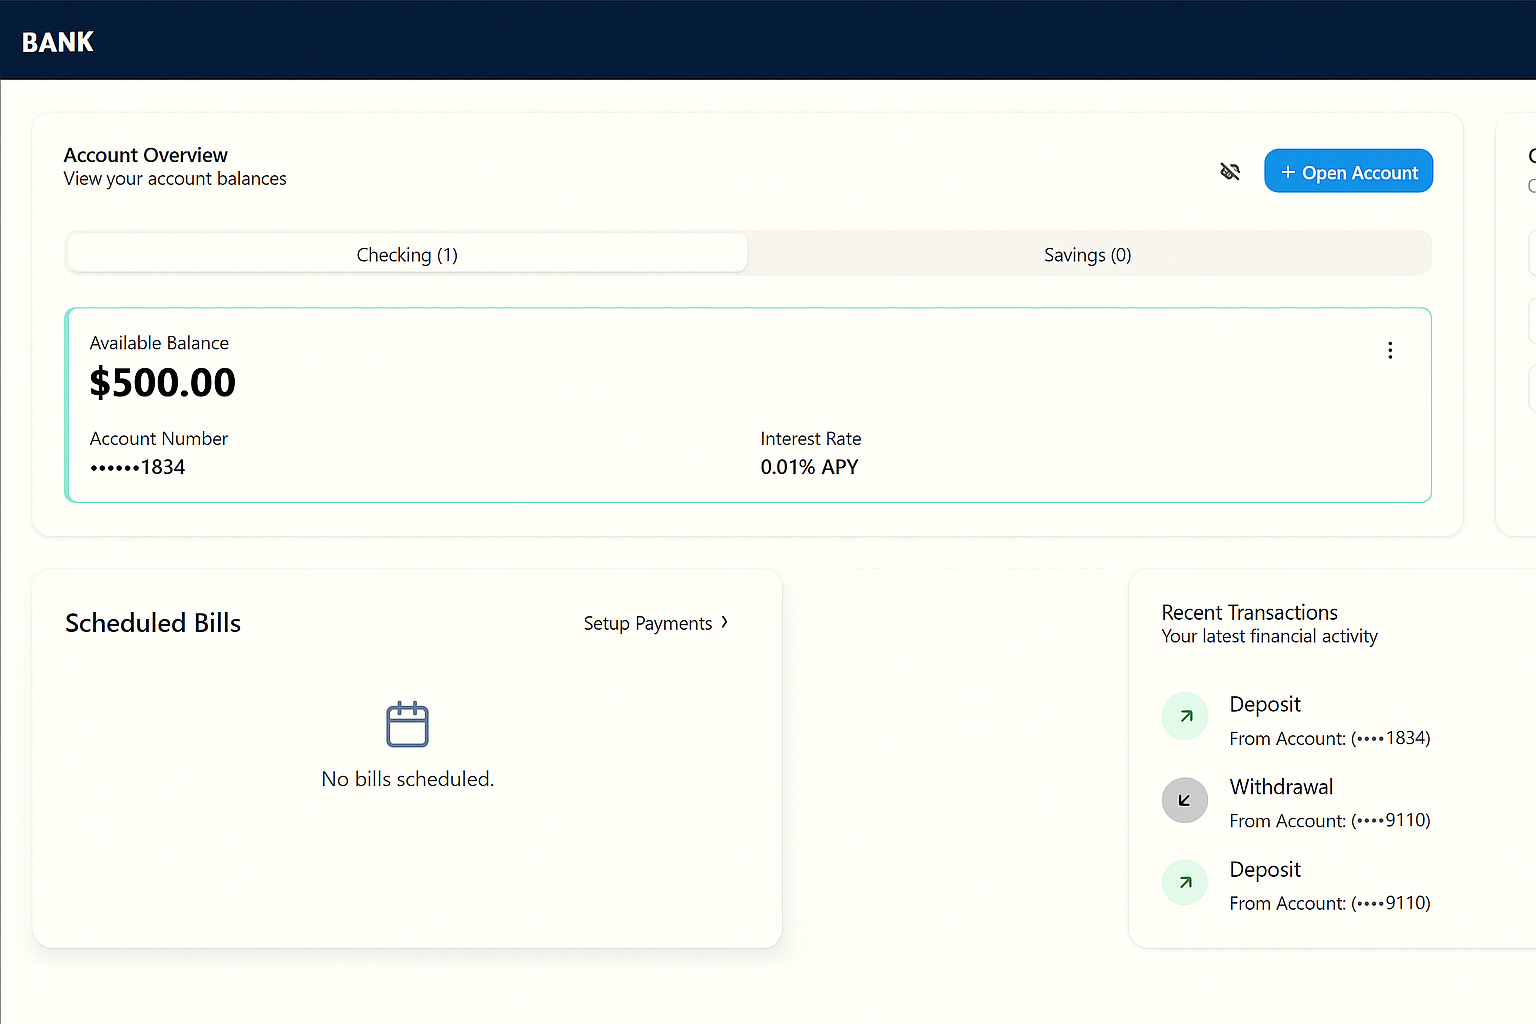 BANK
Account Overview
View your account balances
+ Open Account
Checking (1)
Savings (0)
Available Balance
$500.00
Account Number
••••••1834
Interest Rate
0.01% APY
Scheduled Bills
Setup Payments ›
No bills scheduled.
Recent Transactions
Your latest financial activity
Deposit
From Account: (••••1834)
Withdrawal
From Account: (••••9110)
Deposit
From Account: (••••9110)